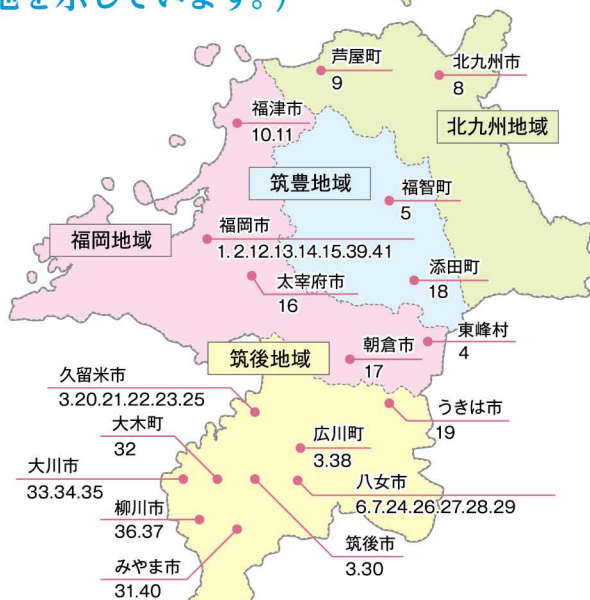 地を示しています。)
芦屋町
9
北九州市
8
福津市
10.11
北九州地域
筑豊地域
福智町
5
福岡地域
福岡市
1.2.12.13.14.15.39.41
太宰府市
16
添田町
18
東峰村
4
朝倉市
17
筑後地域
久留米市
3.20.21.22.23.25
うきは市
19
大木町
32
広川町
3.38
大川市
33.34.35
八女市
6.7.24.26.27.28.29
柳川市
36.37
筑後市
3.30
みやま市
31.40